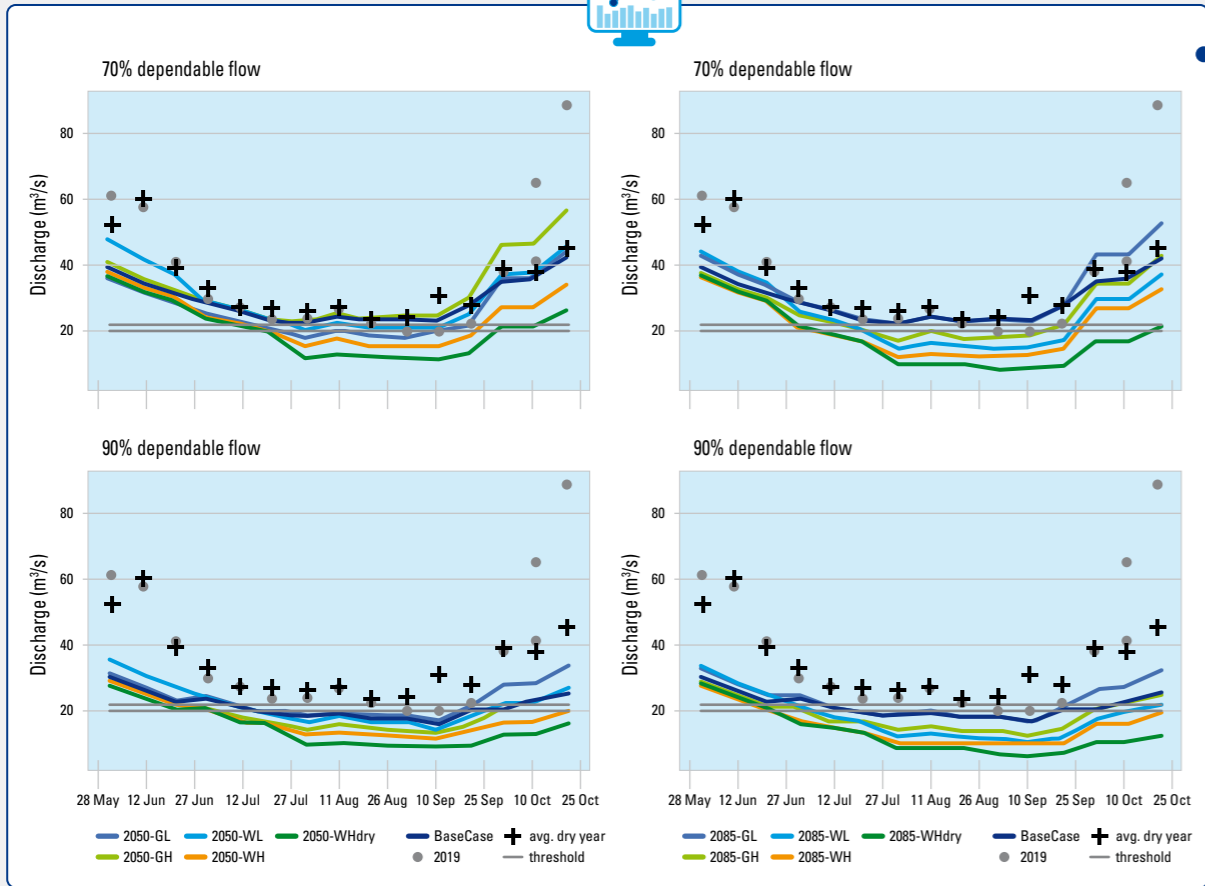 70% dependable flow
Discharge (m³/s)
80
60
40
20
70% dependable flow
Discharge (m³/s)
80
60
40
20
90% dependable flow
Discharge (m³/s)
80
60
40
20
28 May 12 Jun 27 Jun 12 Jul 27 Jul 11 Aug 26 Aug 10 Sep 25 Sep 10 Oct 25 Oct
2050-GL 2050-WL 2050-WHdry BaseCase avg. dry year
2050-GH 2050-WH 2019 threshold
90% dependable flow
Discharge (m³/s)
80
60
40
20
28 May 12 Jun 27 Jun 12 Jul 27 Jul 11 Aug 26 Aug 10 Sep 25 Sep 10 Oct 25 Oct
2085-GL 2085-WL 2085-WHdry BaseCase avg. dry year
2085-GH 2085-WH 2019 threshold